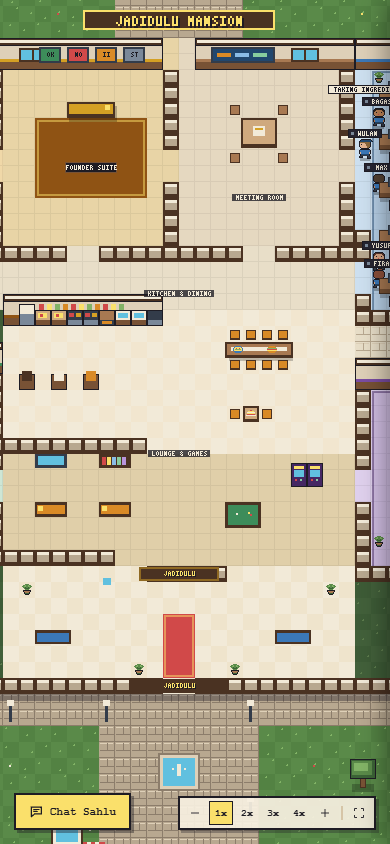 JADIDULU MANSION
OK NO II ST
TAKING INGREDI
BAGAS
WULAN
MAX
FOUNDER SUITE
MEETING ROOM
YUSUF
FIRA
KITCHEN & DINING
LOUNGE & GAMES
JADIDULU
JADIDULU
Chat Sahlu
− 1x 2x 3x 4x +